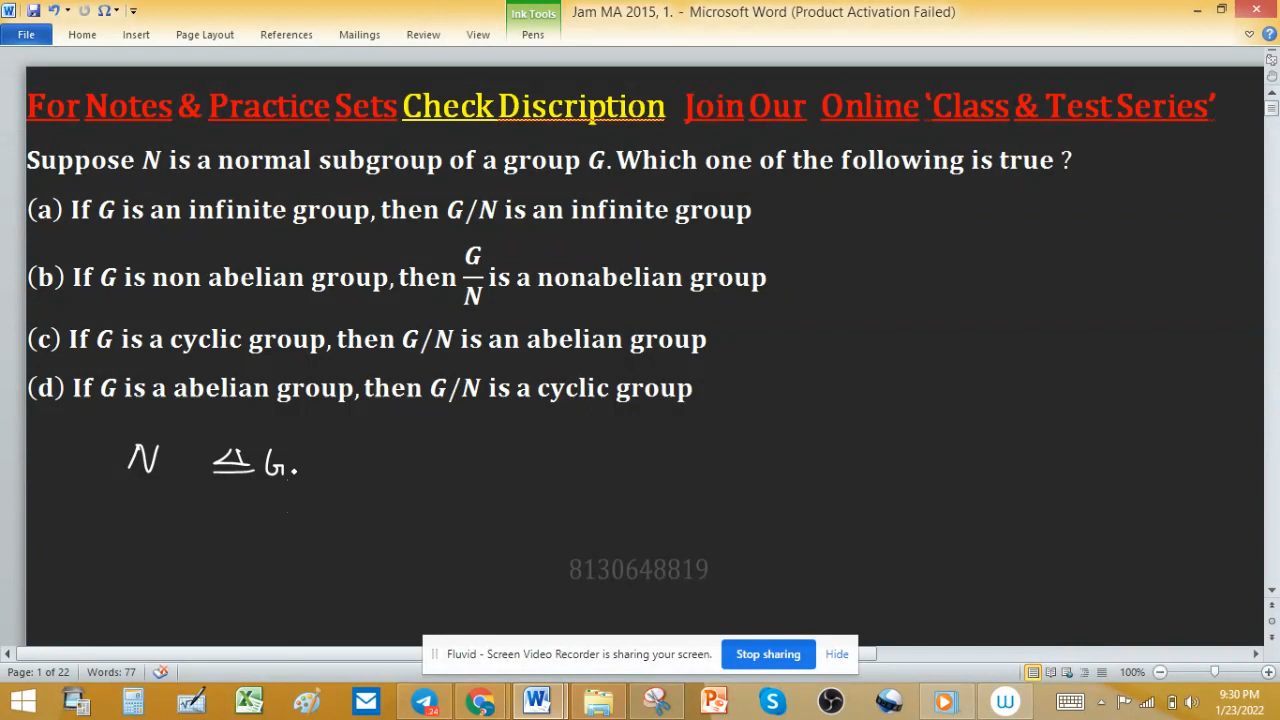 Jam MA 2015, 1. - Microsoft Word (Product Activation Failed)
Ink Tools
File Home Insert Page Layout References Mailings Review View Pens
For Notes & Practice Sets Check Discription Join Our Online ‘Class & Test Series’
Suppose N is a normal subgroup of a group G. Which one of the following is true ?
(a) If G is an infinite group, then G/N is an infinite group
(b) If G is non abelian group, then G/N is a nonabelian group
(c) If G is a cyclic group, then G/N is an abelian group
(d) If G is a abelian group, then G/N is a cyclic group
N ⊴ G.
8130648819
Fluvid - Screen Video Recorder is sharing your screen. Stop sharing Hide
Page: 1 of 22 Words: 77 100%
24
9:30 PM
1/23/2022